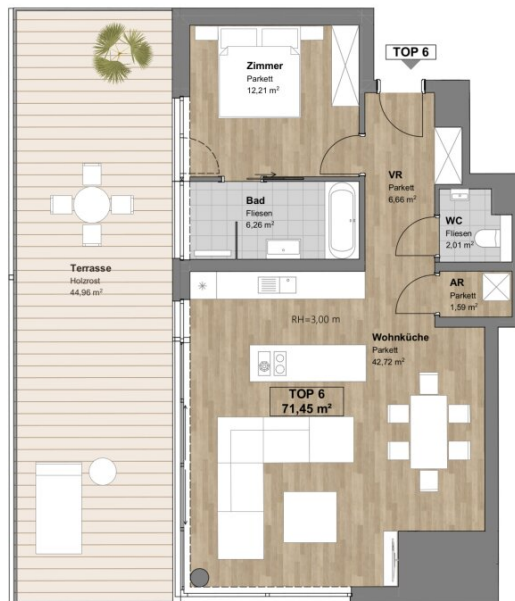 TOP 6
Zimmer
Parkett
12,21 m²
VR
Parkett
6,66 m²
Bad
Fliesen
6,26 m²
WC
Fliesen
2,01 m²
Terrasse
Holzrost
44,96 m²
AR
Parkett
1,59 m²
RH=3,00 m
Wohnküche
Parkett
42,72 m²
TOP 6
71,45 m²